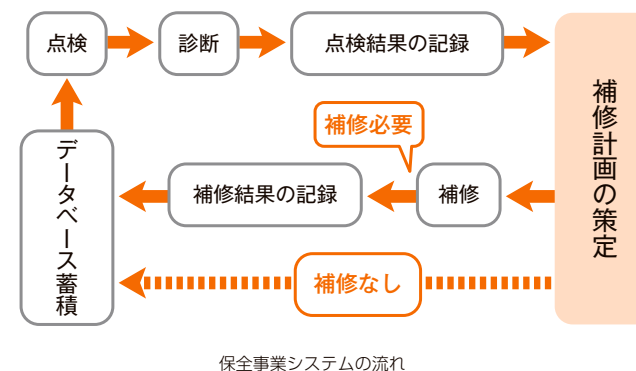 点検
診断
点検結果の記録
補修計画の策定
補修必要
補修
補修結果の記録
データベース蓄積
補修なし
保全事業システムの流れ